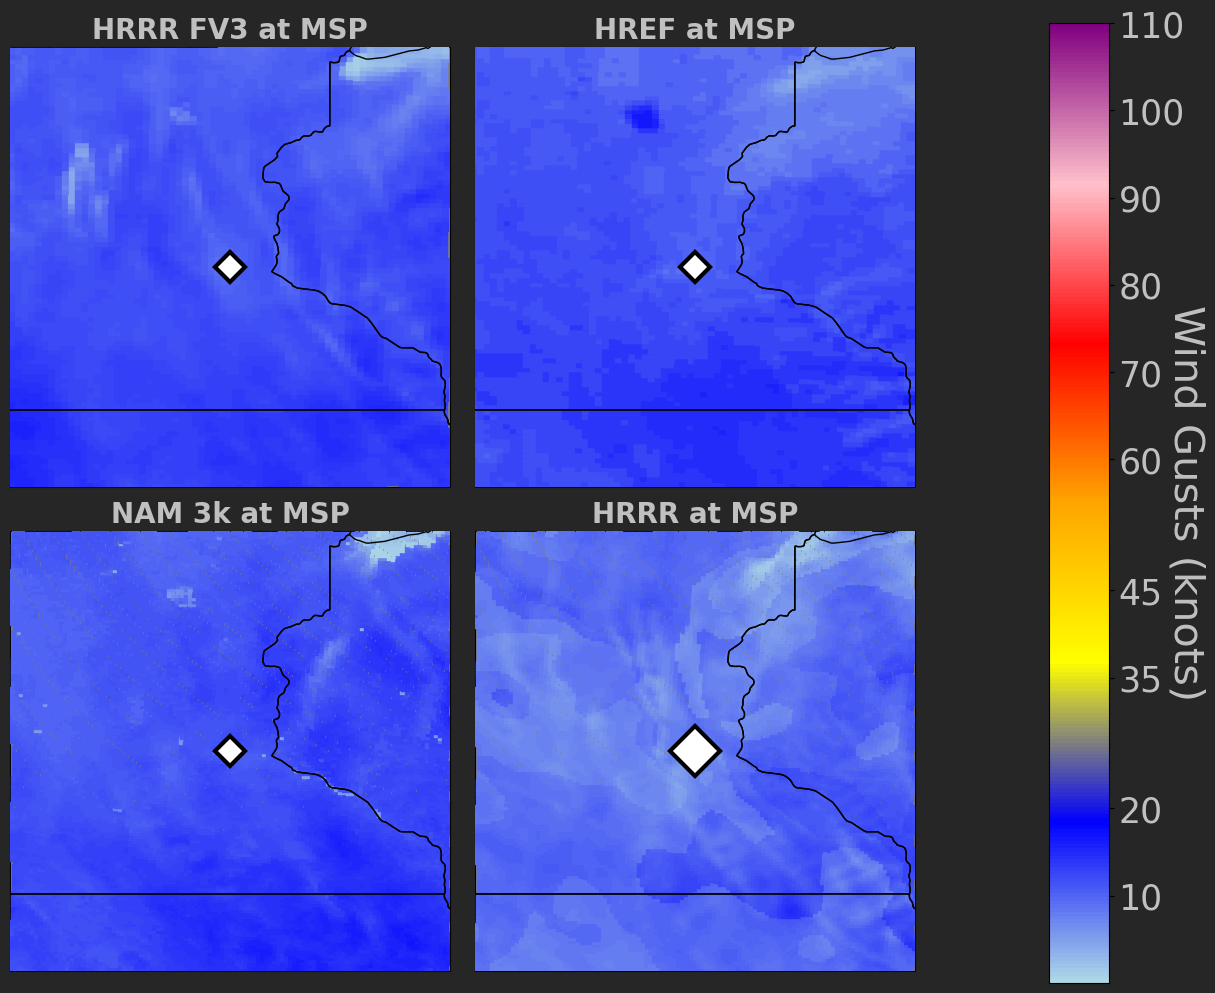 HRRR FV3 at MSP
HREF at MSP
NAM 3k at MSP
HRRR at MSP
110
100
90
80
70
60
45
35
20
10
Wind Gusts (knots)